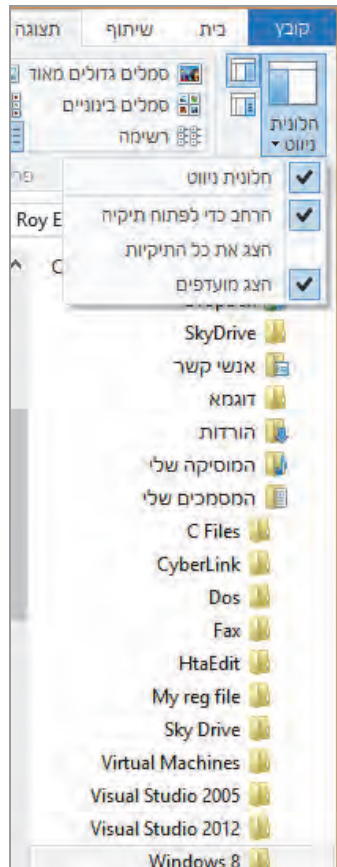 קובץ בית שיתוף תצוגה
חלונית
ניווט
סמלים גדולים מאוד
סמלים בינוניים
רשימה
חלונית ניווט
הרחב כדי לפתוח תיקיה
הצג את כל התיקיות
הצג מועדפים
Roy E
SkyDrive
אנשי קשר
דוגמא
הורדות
המוסיקה שלי
המסמכים שלי
C Files
CyberLink
Dos
Fax
HtaEdit
My reg file
Sky Drive
Virtual Machines
Visual Studio 2005
Visual Studio 2012
Windows 8